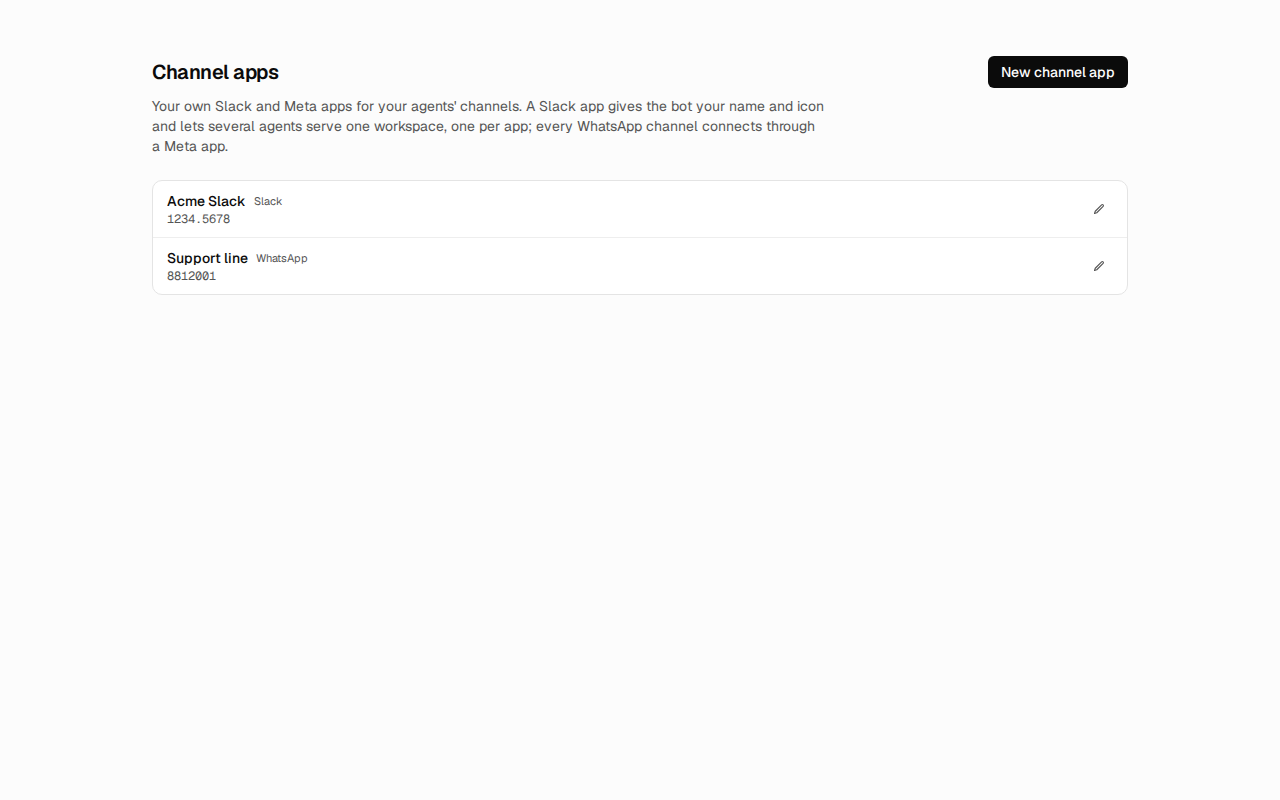 Channel apps
New channel app
Your own Slack and Meta apps for your agents' channels. A Slack app gives the bot your name and icon
and lets several agents serve one workspace, one per app; every WhatsApp channel connects through
a Meta app.
Acme Slack Slack
1234.5678
Support line WhatsApp
8812001